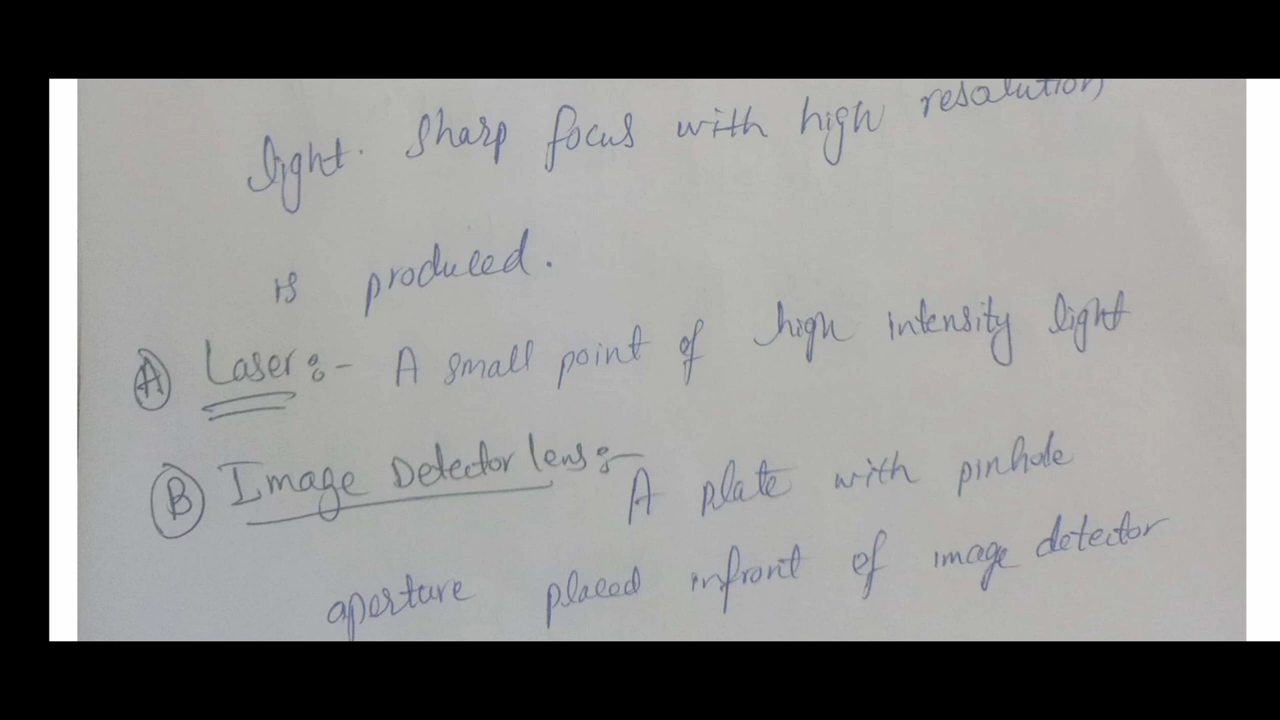 light. Sharp focus with high resolution
is produced.
A Laser:- A small point of high intensity light
B Image Detector lens:- A plate with pinhole
aperture placed infront of image detector